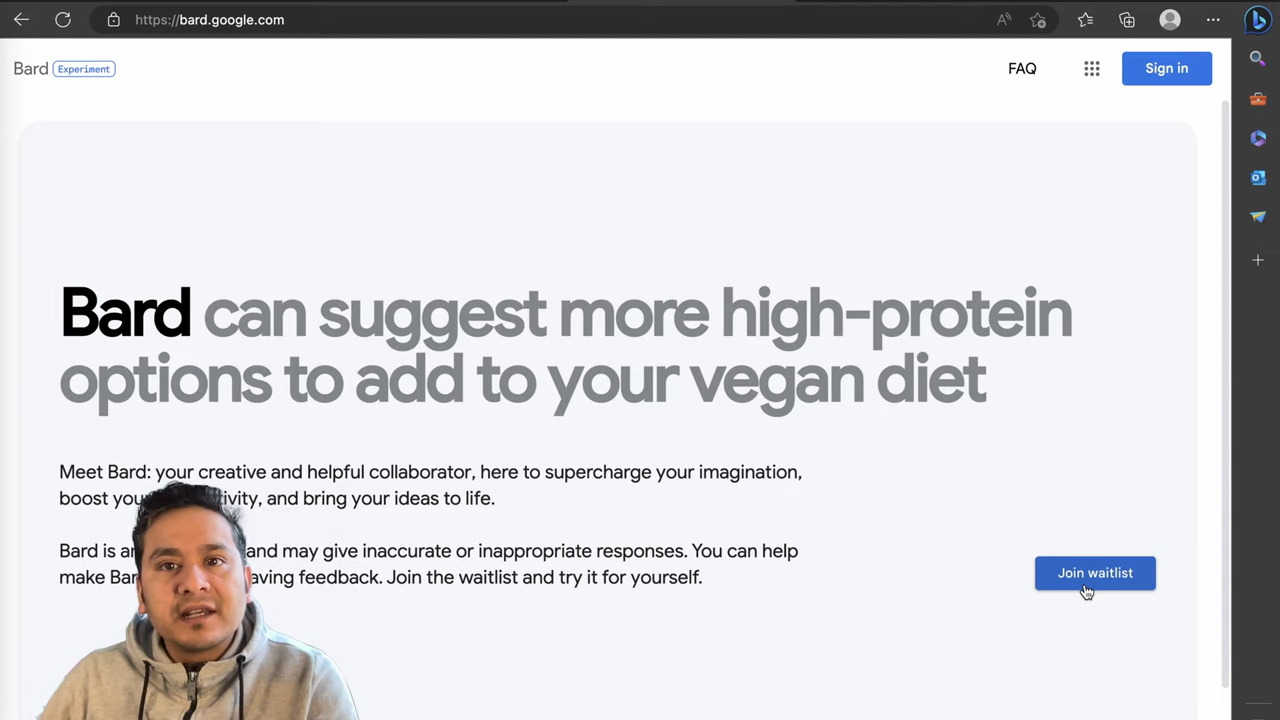 https://bard.google.com
Bard Experiment
FAQ
Sign in
Bard can suggest more high-protein
options to add to your vegan diet
Meet Bard: your creative and helpful collaborator, here to supercharge your imagination,
boost your tivity, and bring your ideas to life.
Bard is an and may give inaccurate or inappropriate responses. You can help
make Bar aving feedback. Join the waitlist and try it for yourself.
Join waitlist